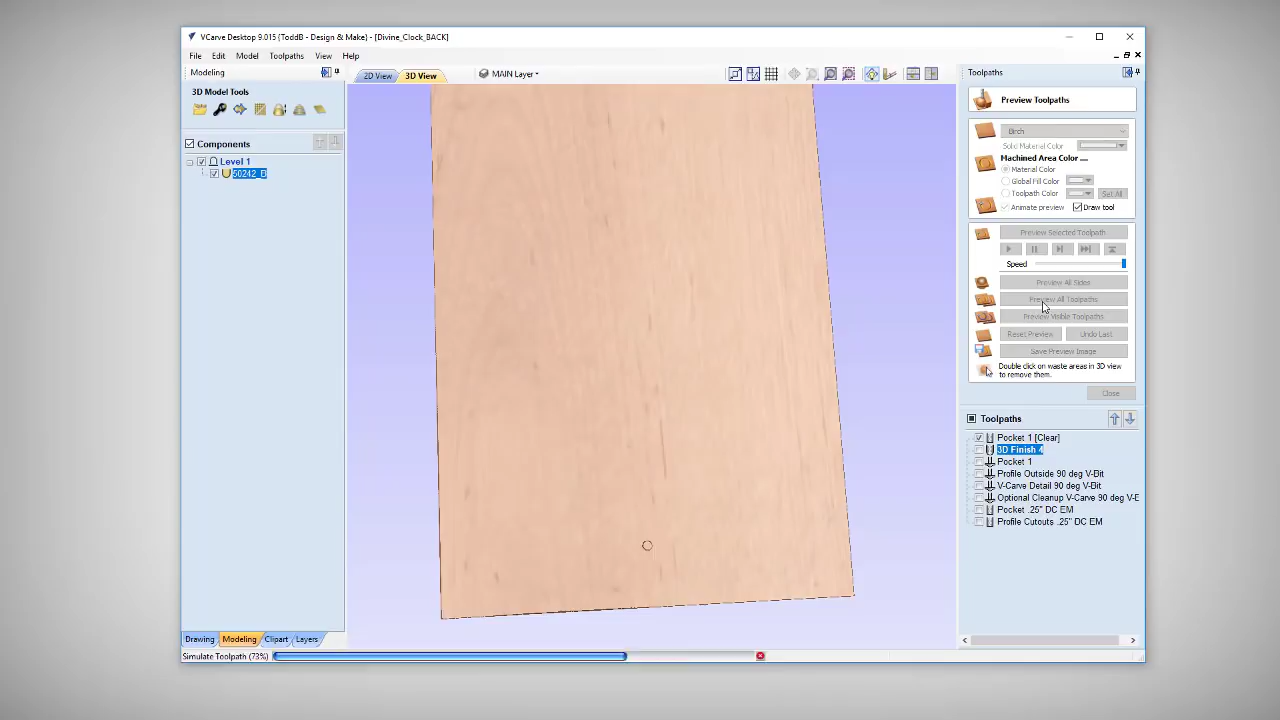 VCarve Desktop 9.015 {ToddB - Design & Make} - [Divine_Clock_BACK]
File Edit Model Toolpaths View Help
Modeling
2D View 3D View MAIN Layer
Toolpaths
3D Model Tools
Components
Level 1
50242_B
Preview Toolpaths
Birch
Solid Material Color
Machined Area Color ....
Material Color
Global Fill Color
Toolpath Color Set All
Animate preview Draw tool
Preview Selected Toolpath
Speed
Preview All Sides
Preview All Toolpaths
Preview Visible Toolpaths
Reset Preview Undo Last
Save Preview Image
Double click on waste areas in 3D view
to remove them.
Close
Toolpaths
Pocket 1 [Clear]
3D Finish 4
Pocket 1
Profile Outside 90 deg V-Bit
V-Carve Detail 90 deg V-Bit
Optional Cleanup V-Carve 90 deg V-E
Pocket .25" DC EM
Profile Cutouts .25" DC EM
Drawing Modeling Clipart Layers
Simulate Toolpath (73%)